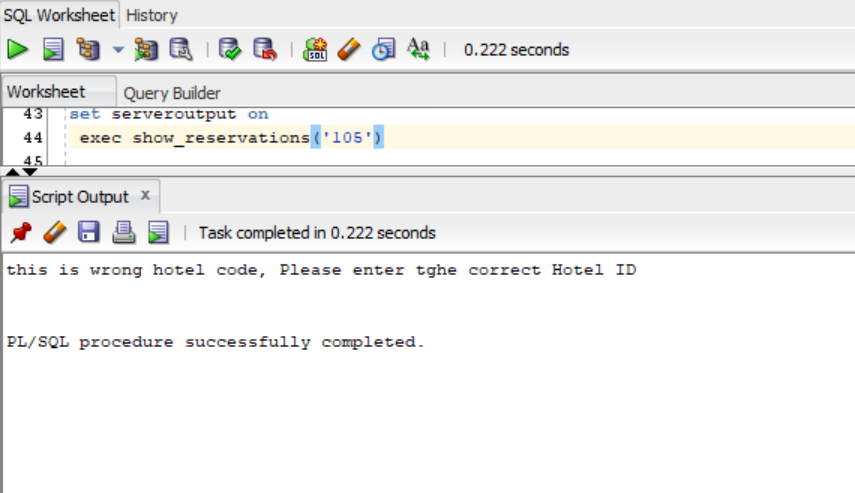 SQL Worksheet History
SQL Aa 0.222 seconds
Worksheet Query Builder
43 set serveroutput on
44 exec show_reservations('105')
45
Script Output x
Task completed in 0.222 seconds
this is wrong hotel code, Please enter tghe correct Hotel ID
PL/SQL procedure successfully completed.